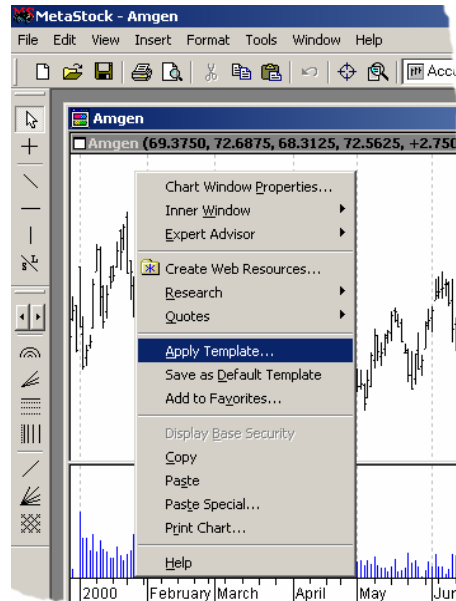 MetaStock - Amgen
File Edit View Insert Format Tools Window Help
Accu
Amgen
Amgen (69.3750, 72.6875, 68.3125, 72.5625, +2.750
Chart Window Properties...
Inner Window
Expert Advisor
Create Web Resources...
Research
Quotes
Apply Template...
Save as Default Template
Add to Favorites...
Display Base Security
Copy
Paste
Paste Special...
Print Chart...
Help
2000 February March April May Jur